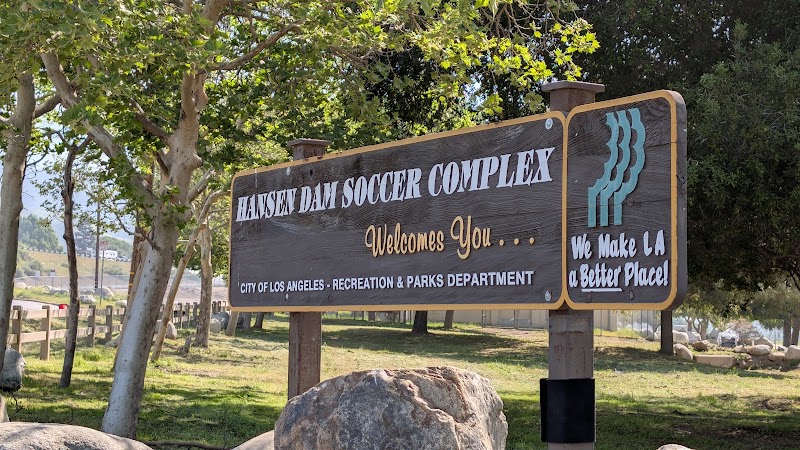 HANSEN DAM SOCCER COMPLEX
Welcomes You...
CITY OF LOS ANGELES - RECREATION & PARKS DEPARTMENT
We Make LA
a Better Place!